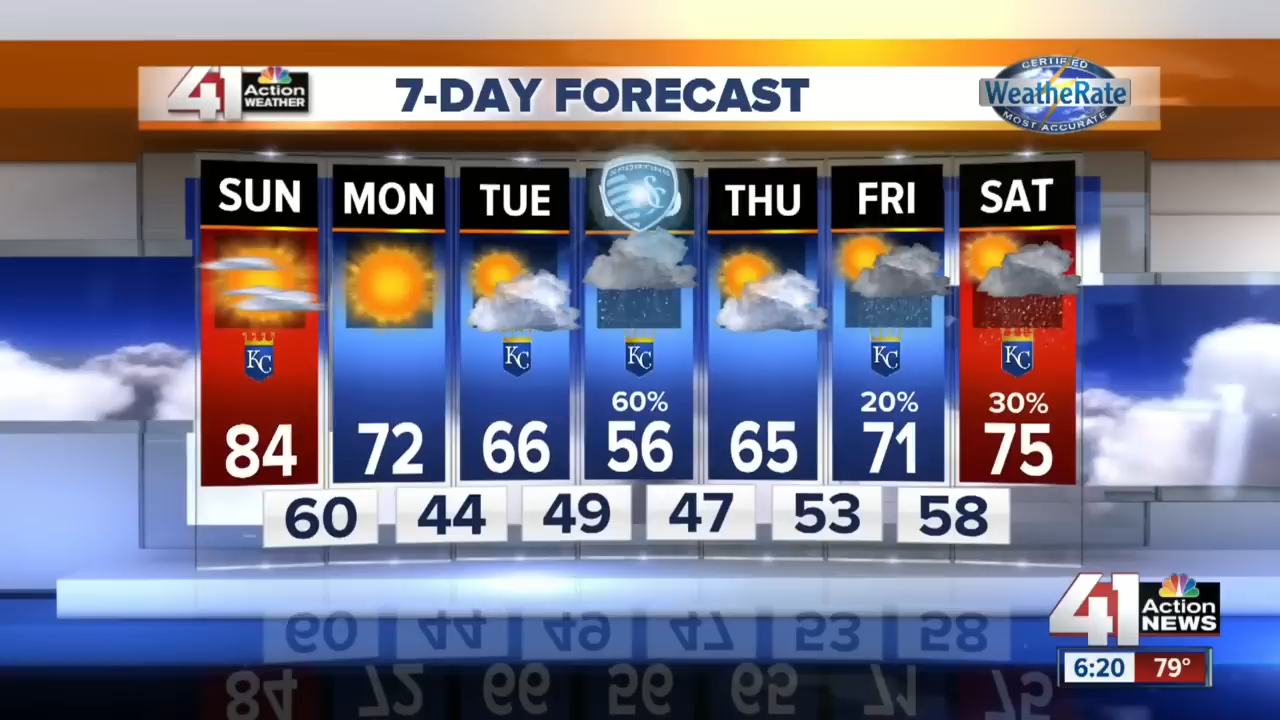 41 Action WEATHER
7-DAY FORECAST
CERTIFIED
WeatheRate
MOST ACCURATE
SUN MON TUE THU FRI SAT
SPORTING
KC KC KC KC KC
60% 20% 30%
84 72 66 56 65 71 75
60 44 49 47 53 58
41 Action NEWS
6:20 79°